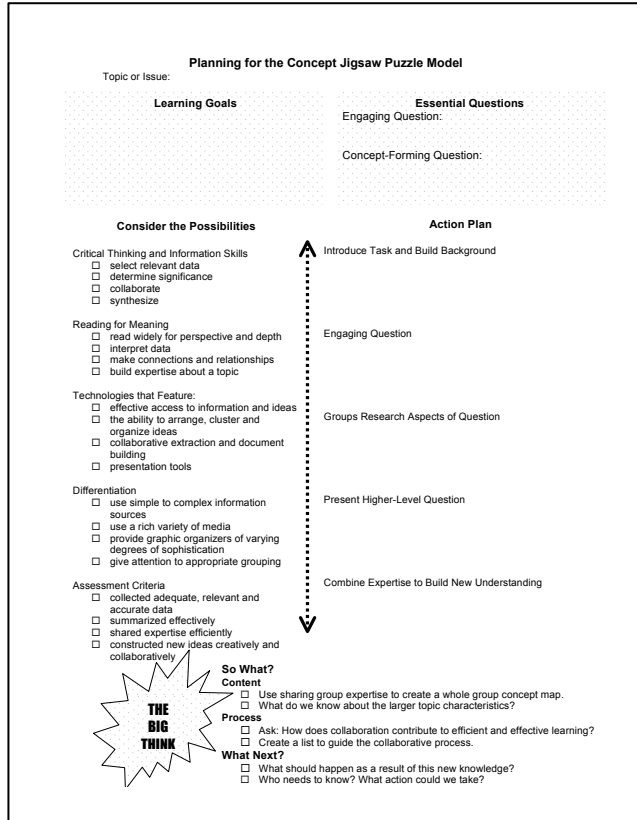 Planning for the Concept Jigsaw Puzzle Model
Topic or Issue:
Learning Goals
Essential Questions
Engaging Question:
Concept-Forming Question:
Consider the Possibilities
Critical Thinking and Information Skills
☐ select relevant data
☐ determine significance
☐ collaborate
☐ synthesize
Reading for Meaning
☐ read widely for perspective and depth
☐ interpret data
☐ make connections and relationships
☐ build expertise about a topic
Technologies that Feature:
☐ effective access to information and ideas
☐ the ability to arrange, cluster and
organize ideas
☐ collaborative extraction and document
building
☐ presentation tools
Differentiation
☐ use simple to complex information
sources
☐ use a rich variety of media
☐ provide graphic organizers of varying
degrees of sophistication
☐ give attention to appropriate grouping
Assessment Criteria
☐ collected adequate, relevant and
accurate data
☐ summarized effectively
☐ shared expertise efficiently
☐ constructed new ideas creatively and
collaboratively
Action Plan
Introduce Task and Build Background
Engaging Question
Groups Research Aspects of Question
Present Higher-Level Question
Combine Expertise to Build New Understanding
THE
BIG
THINK
So What?
Content
☐ Use sharing group expertise to create a whole group concept map.
☐ What do we know about the larger topic characteristics?
Process
☐ Ask: How does collaboration contribute to efficient and effective learning?
☐ Create a list to guide the collaborative process.
What Next?
☐ What should happen as a result of this new knowledge?
☐ Who needs to know? What action could we take?